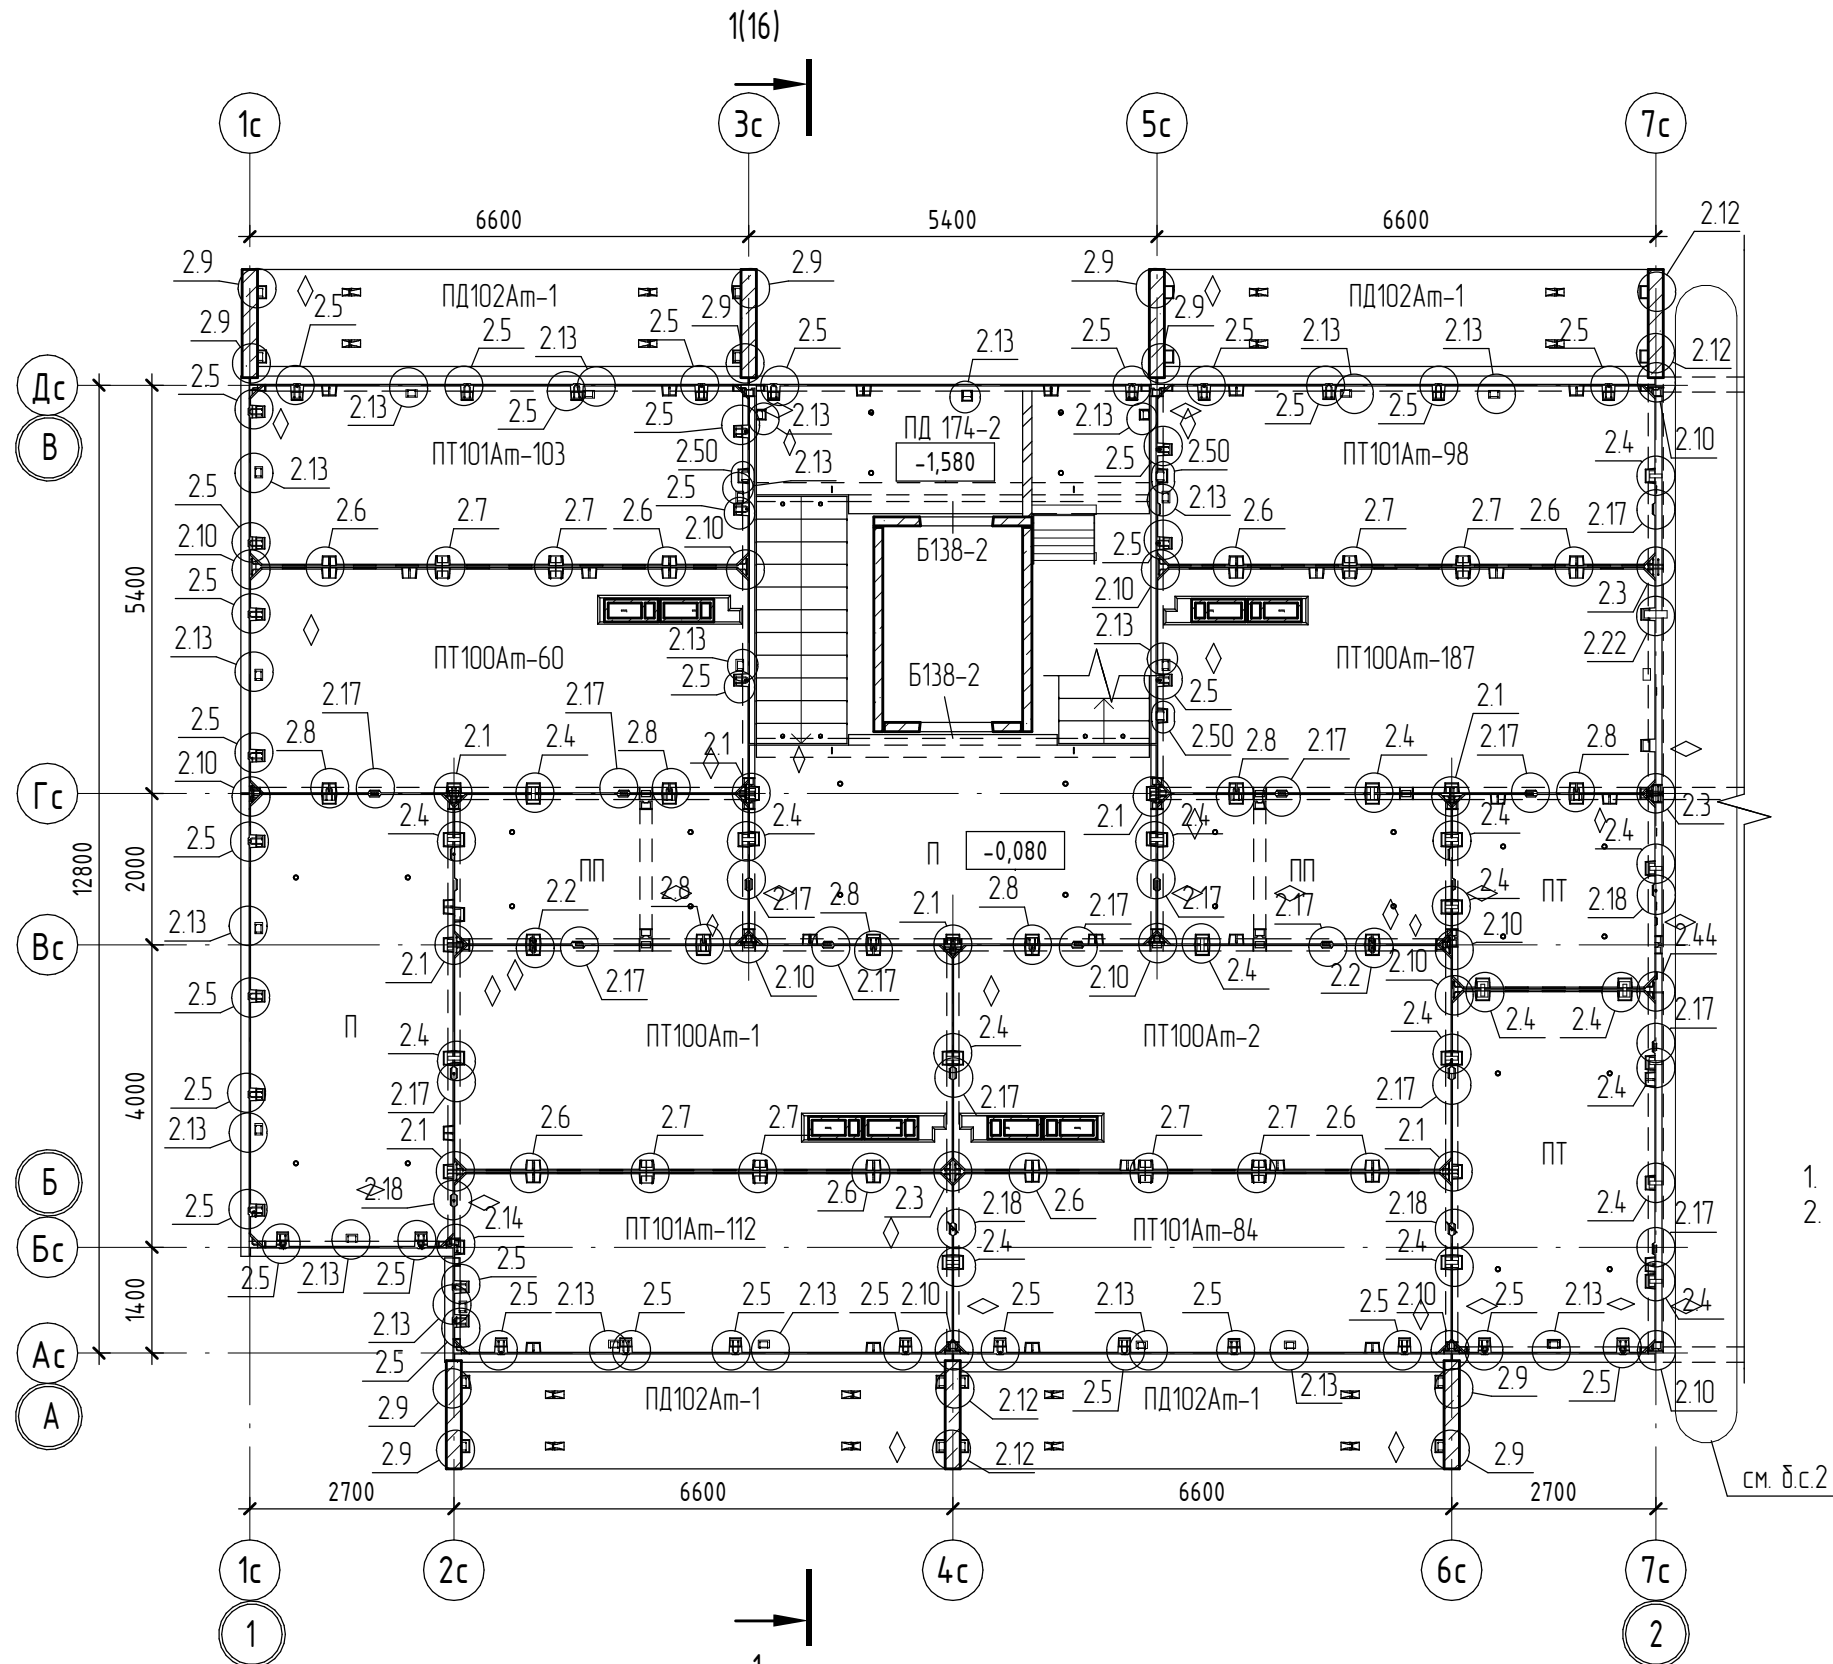 1(16)
1с 3с 5с 7с
6600 5400 6600
2.12
2.9 2.9 2.9
ПД102Ат-1 ПД102Ат-1
2.9 2.5 2.5 2.13 2.5 2.9 2.5 2.13 2.5 2.9 2.5 2.13 2.13 2.5 2.12
Дс
2.5 2.13 2.5 2.5 2.13 2.13 2.5 2.5
В
ПТ101Ат-103 ПД 174-2 ПТ101Ат-98
2.4 2.10
2.13 2.50 2.13 -1,580 2.5 2.50
2.5 2.5 2.13 2.17
2.6 2.7 2.7 2.6 2.10 2.6 2.7 2.7 2.6
2.10 Б138-2 2.5
2.5 2.10 2.3
5400
2.13 2.13 2.13 2.22
ПТ100Ат-60 ПТ100Ат-187
2.5 Б138-2 2.5
2.17 2.17 2.1
2.5 2.8 2.1 2.4 2.8 2.1 2.50 2.8 2.17 2.4 2.17 2.8
2.10
Гс
2.3
2.5 2.4 2.4 2.1 2.4 2.4 2.4
12800 2000
ПП П -0,080 ПП ПТ
2.2 2.8 2.17 2.8 2.8 2.17 2.17 2.17 2.4 2.18
2.13 2.1 2.10 2.44
Вс
2.1 2.17 2.10 2.17 2.10 2.4 2.2 2.10
2.5 П
2.4 2.4 2.4 2.4 2.4 2.17
ПТ100Ат-1 ПТ100Ат-2
4000
2.5 2.17 2.17 2.17 2.4
2.13 2.1 2.6 2.7 2.7 2.7 2.7 2.6 2.1
ПТ
Б
1.
2.5 2.18 2.6 2.3 2.6 2.4
2.
2.14 ПТ101Ат-112 2.18 ПТ101Ат-84 2.18 2.17
Бс
2.5 2.13 2.5 2.5 2.4 2.4
1400
2.13 2.5 2.13 2.5 2.5 2.13 2.5 2.10 2.5 2.13 2.5 2.5 2.10 2.5 2.13 2.4
Ас
2.5
А
2.9 ПД102Ат-1 2.12 2.5 ПД102Ат-1 2.13 2.9 2.5 2.10
2.9 2.12 2.9
2700 6600 6600 2700
см. б.с.2
1с 2с 4с 6с 7с
1 2
1